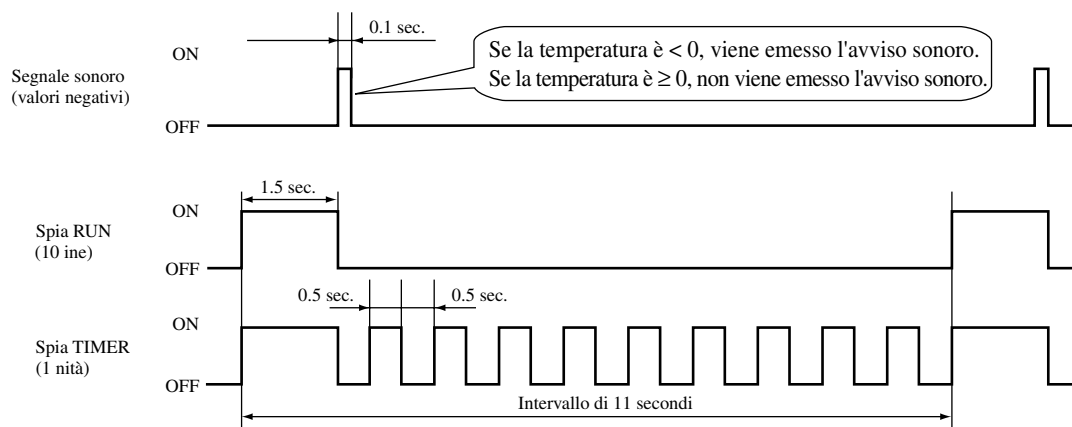 0.1 sec.
ON
Se la temperatura è < 0, viene emesso l'avviso sonoro.
Se la temperatura è ≥ 0, non viene emesso l'avviso sonoro.
Segnale sonoro
(valori negativi)
OFF
1.5 sec.
ON
Spia RUN
(10 ine)
OFF
0.5 sec.
0.5 sec.
ON
Spia TIMER
(1 nità)
OFF
Intervallo di 11 secondi